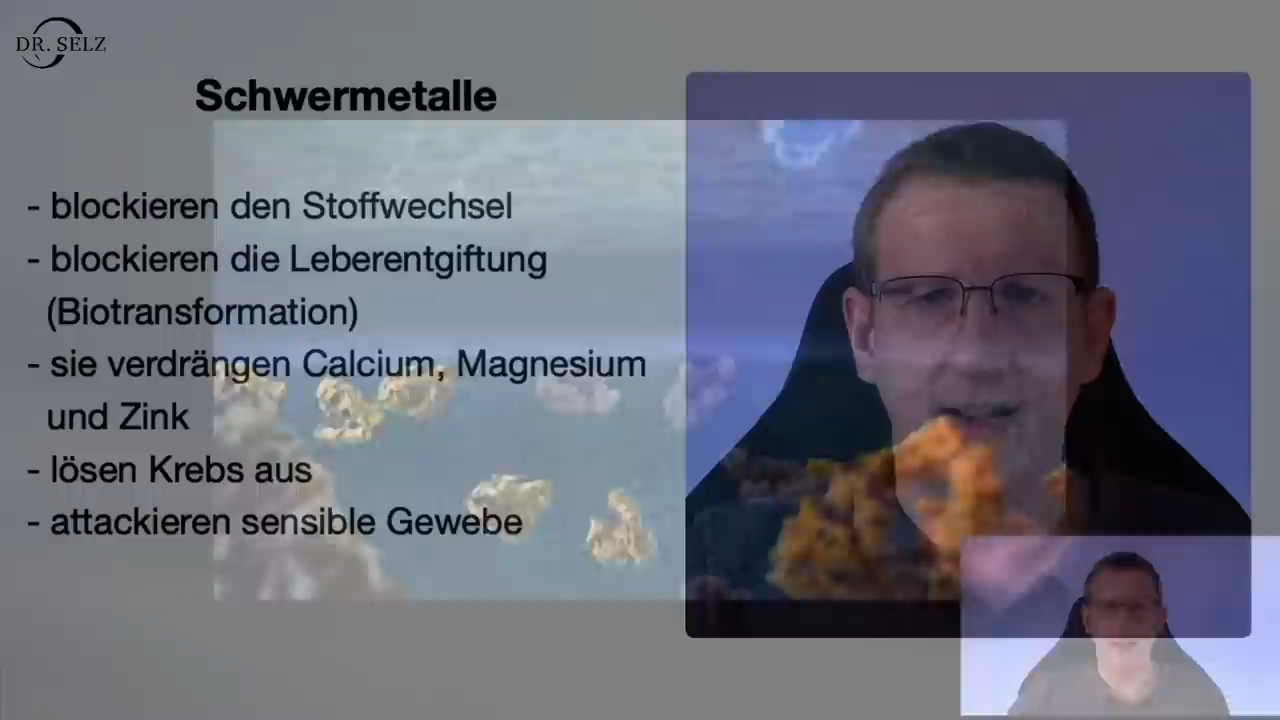 DR. SELZ
Schwermetalle
- blockieren den Stoffwechsel
- blockieren die Leberentgiftung
(Biotransformation)
- sie verdrängen Calcium, Magnesium
und Zink
- lösen Krebs aus
- attackieren sensible Gewebe